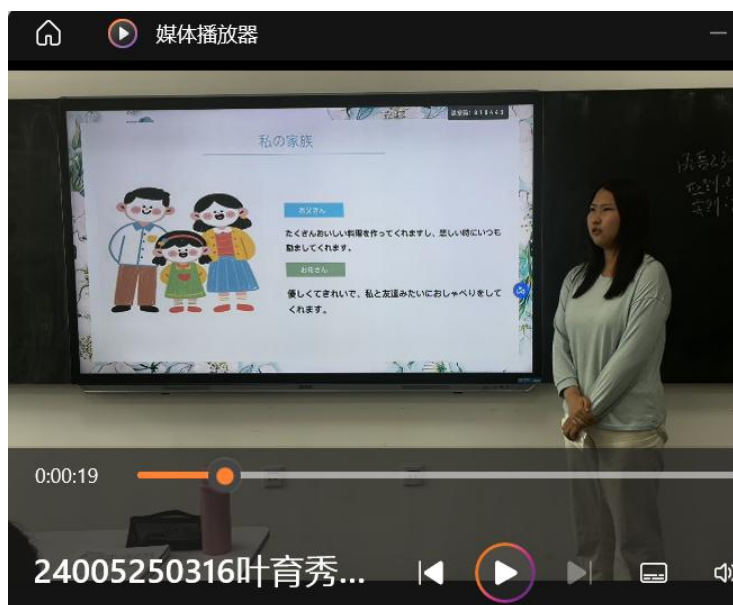 媒体播放器
私の家族
お父さん
たくさんおいしい料理を作ってくれますし、悲しい時にいつも
励ましてくれます。
お母さん
優しくてきれいで、私と友達みたいにおしゃべりをして
くれます。
0:00:19
24005250316叶育秀...